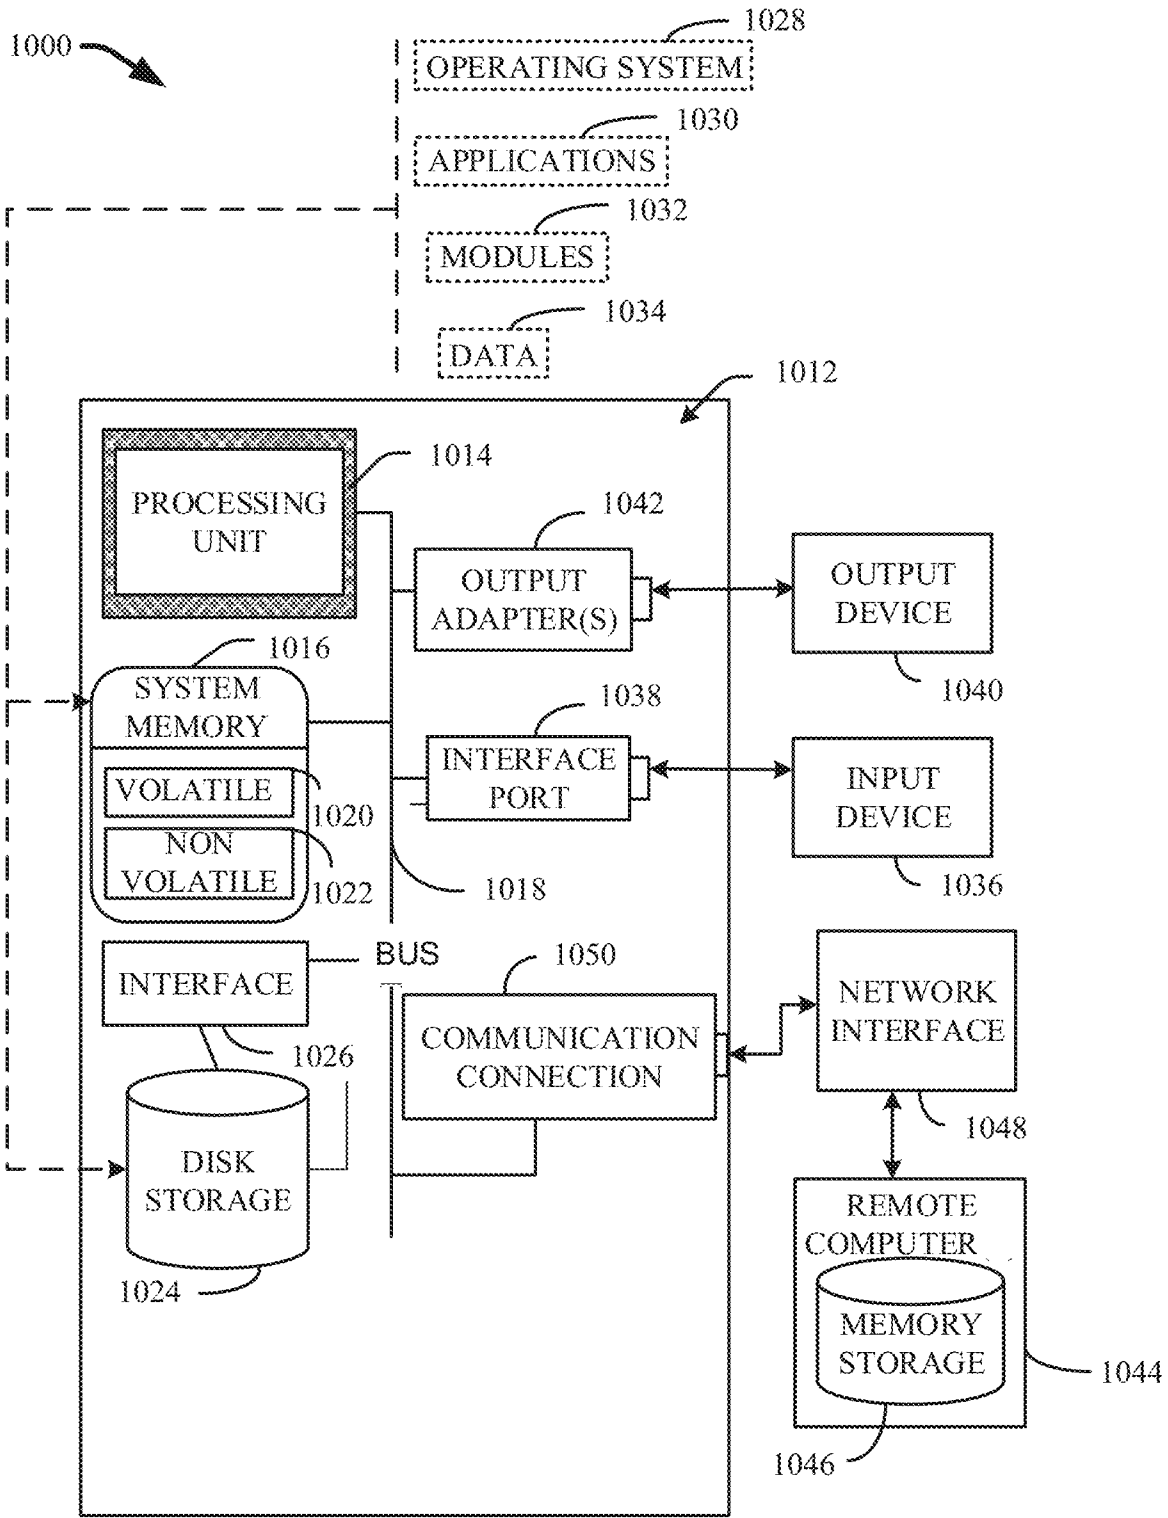 1000
1028
OPERATING SYSTEM
1030
APPLICATIONS
1032
MODULES
1034
DATA
1012
1014
PROCESSING
UNIT
1042
OUTPUT
ADAPTER(S)
OUTPUT
DEVICE
1040
1016
SYSTEM
MEMORY
1038
INTERFACE
PORT
INPUT
DEVICE
1036
VOLATILE
1020
NON
VOLATILE
1022
1018
BUS
INTERFACE
1026
1050
COMMUNICATION
CONNECTION
NETWORK
INTERFACE
1048
DISK
STORAGE
1024
REMOTE
COMPUTER
MEMORY
STORAGE
1044
1046